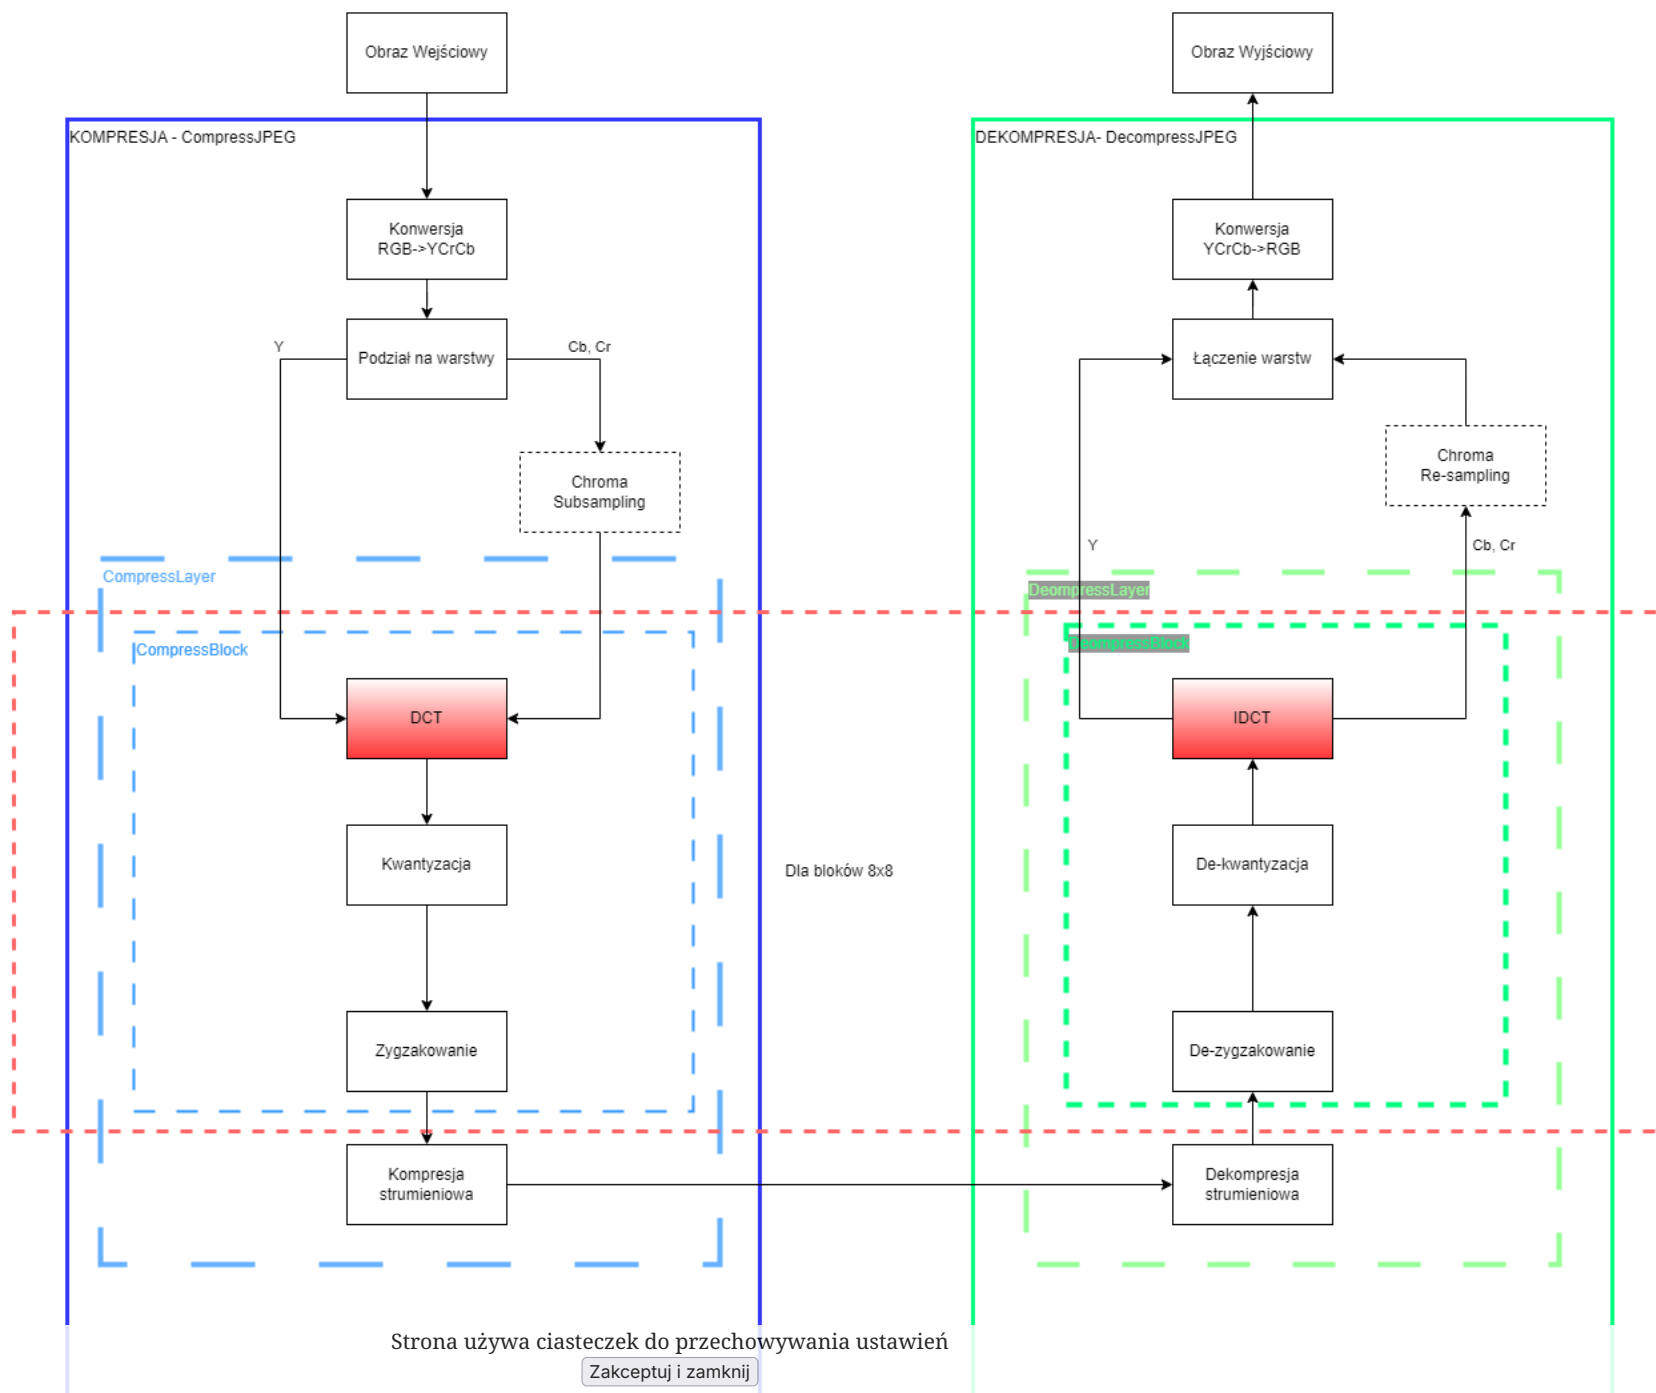 Obraz Wejściowy
KOMPRESJA - CompressJPEG
Konwersja
RGB->YCrCb
Podział na warstwy
Y
Cb, Cr
Chroma
Subsampling
CompressLayer
CompressBlock
DCT
Kwantyzacja
Zygzakowanie
Kompresja
strumieniowa
Dla bloków 8x8
Obraz Wyjściowy
DEKOMPRESJA- DecompressJPEG
Konwersja
YCrCb->RGB
Łączenie warstw
Chroma
Re-sampling
Y
Cb, Cr
DeompressLayer
DeompressBlock
IDCT
De-kwantyzacja
De-zygzakowanie
Dekompresja
strumieniowa
Strona używa ciasteczek do przechowywania ustawień
Zakceptuj i zamknij